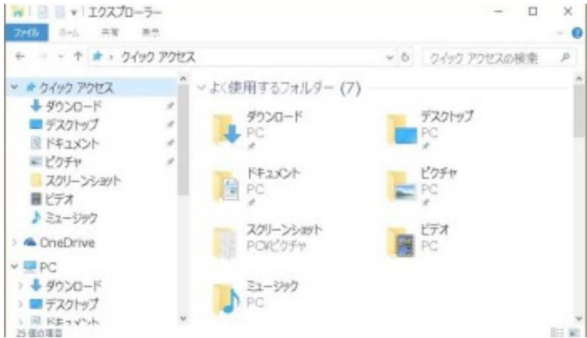 エクスプローラー
ファイル ホーム 共有 表示
クイック アクセス
クイック アクセスの検索
クイック アクセス
ダウンロード
デスクトップ
ドキュメント
ピクチャ
スクリーンショット
ビデオ
ミュージック
OneDrive
PC
ダウンロード
デスクトップ
ドキュメント
25 個の項目
よく使用するフォルダー (7)
ダウンロード
PC
デスクトップ
PC
ドキュメント
PC
ピクチャ
PC
スクリーンショット
PC¥ピクチャ
ビデオ
PC
ミュージック
PC